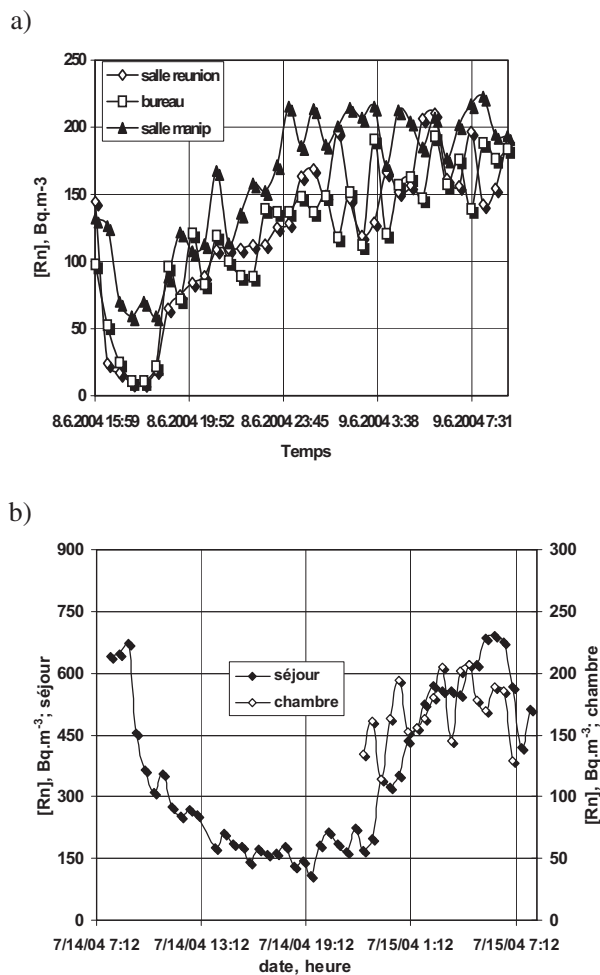 a)
250
200
150
100
50
0
[Rn], Bq.m-3
salle reunion
bureau
salle manip
8.6.2004 15:59 8.6.2004 19:52 8.6.2004 23:45 9.6.2004 3:38 9.6.2004 7:31
Temps
b)
900
750
600
450
300
150
0
[Rn], Bq.m-3; séjour
séjour
chambre
300
250
200
150
100
50
0
[Rn], Bq.m-3; chambre
7/14/04 7:12 7/14/04 13:12 7/14/04 19:12 7/15/04 1:12 7/15/04 7:12
date, heure